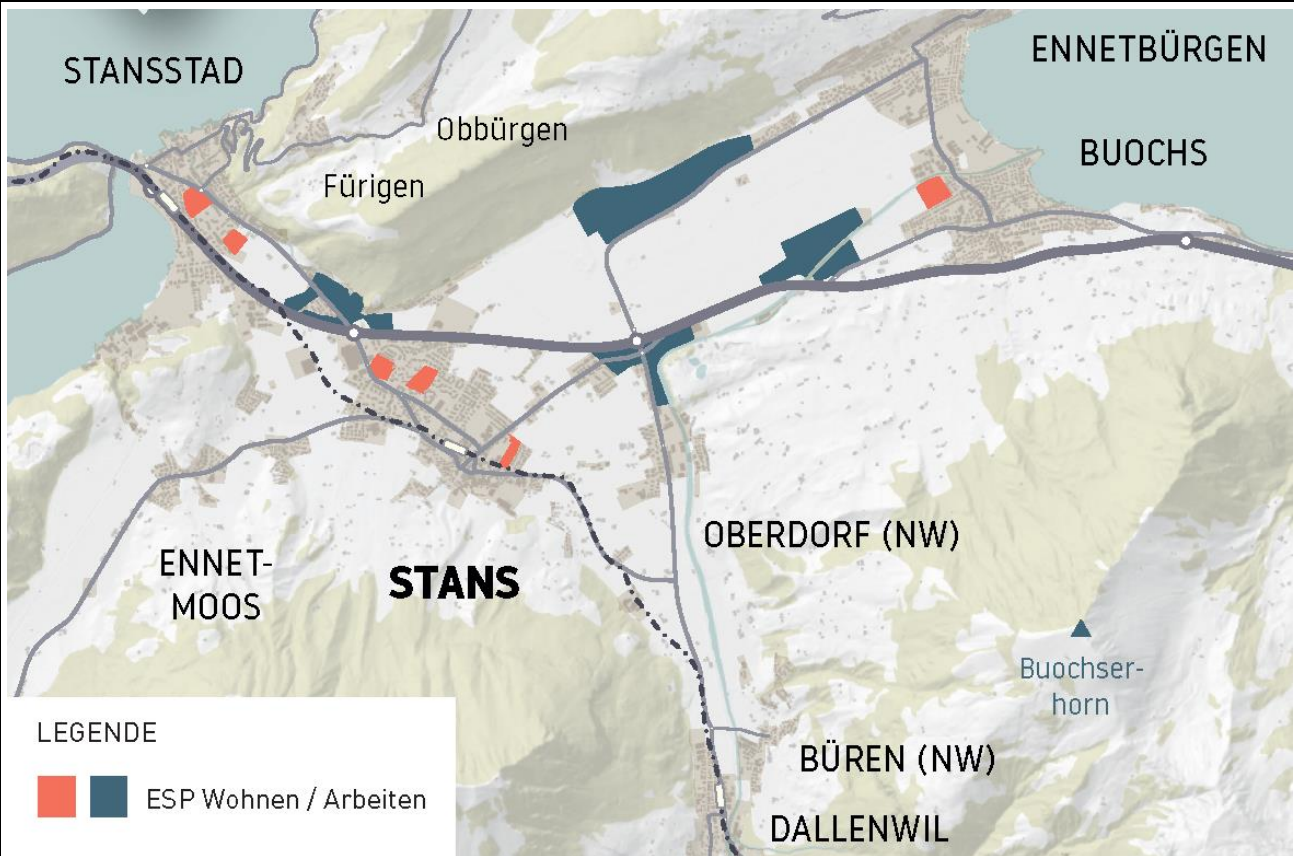 STANSSTAD
ENNETBÜRGEN
Obbürgen
BUOCHS
Fürigen
OBERDORF (NW)
ENNET-
MOOS
STANS
Buochser-
horn
LEGENDE
BÜREN (NW)
ESP Wohnen / Arbeiten
DALLENWIL